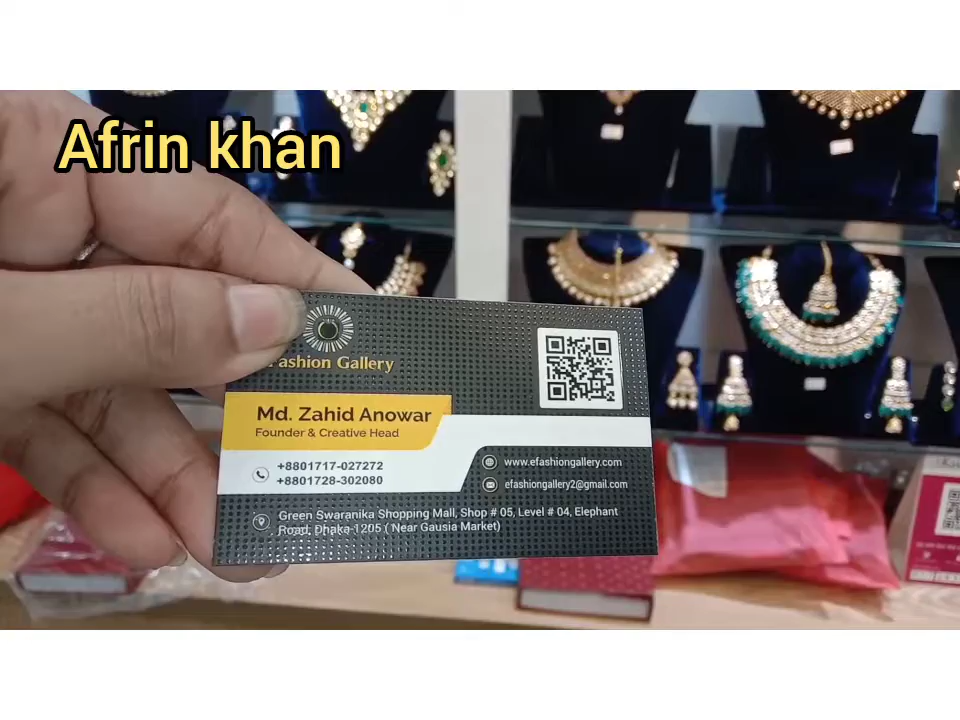 Afrin khan
Fashion Gallery
Md. Zahid Anowar
Founder & Creative Head
+8801717-027272
+8801728-302080
www.efashiongallery.com
efashiongallery2@gmail.com
Green Swaranika Shopping Mall, Shop # 05, Level # 04, Elephant
Road, Dhaka-1205 ( Near Gausia Market)